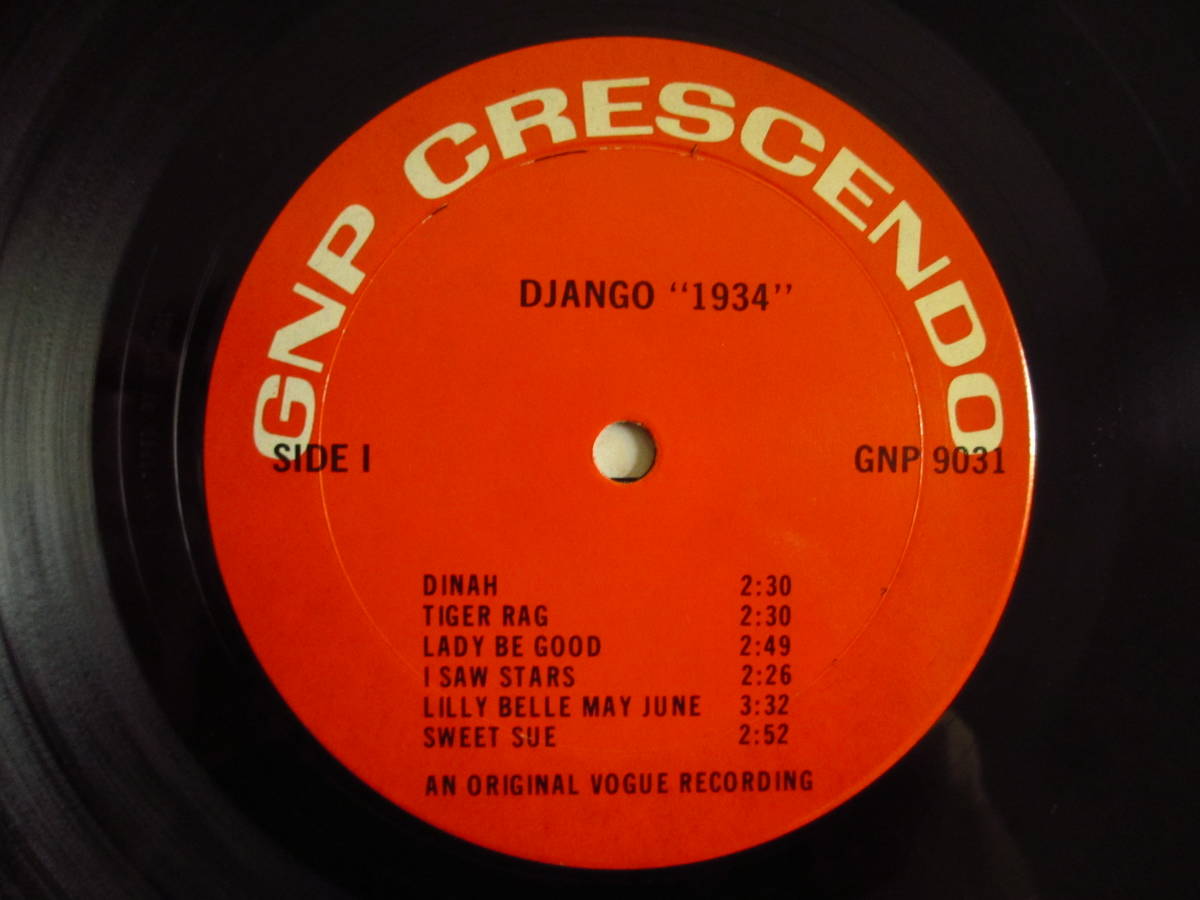 GNP CRESCENDO
DJANGO "1934"
SIDE I
GNP 9031
DINAH 2:30
TIGER RAG 2:30
LADY BE GOOD 2:49
I SAW STARS 2:26
LILLY BELLE MAY JUNE 3:32
SWEET SUE 2:52
AN ORIGINAL VOGUE RECORDING